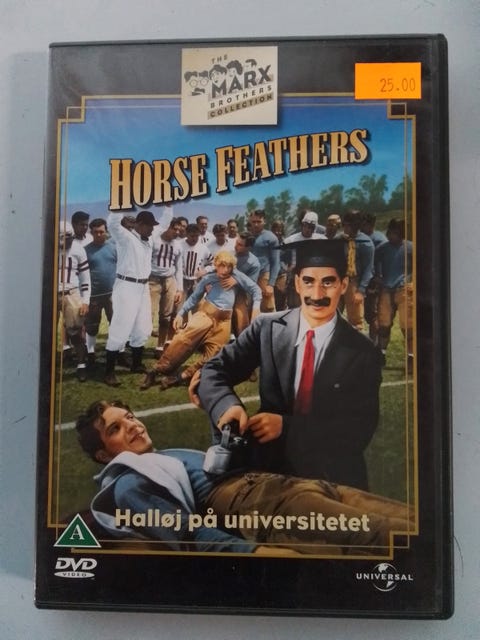 THE
MARX
BROTHERS
COLLECTION
25.00
HORSE FEATHERS
Halløj på universitetet
A
DVD
VIDEO
UNIVERSAL